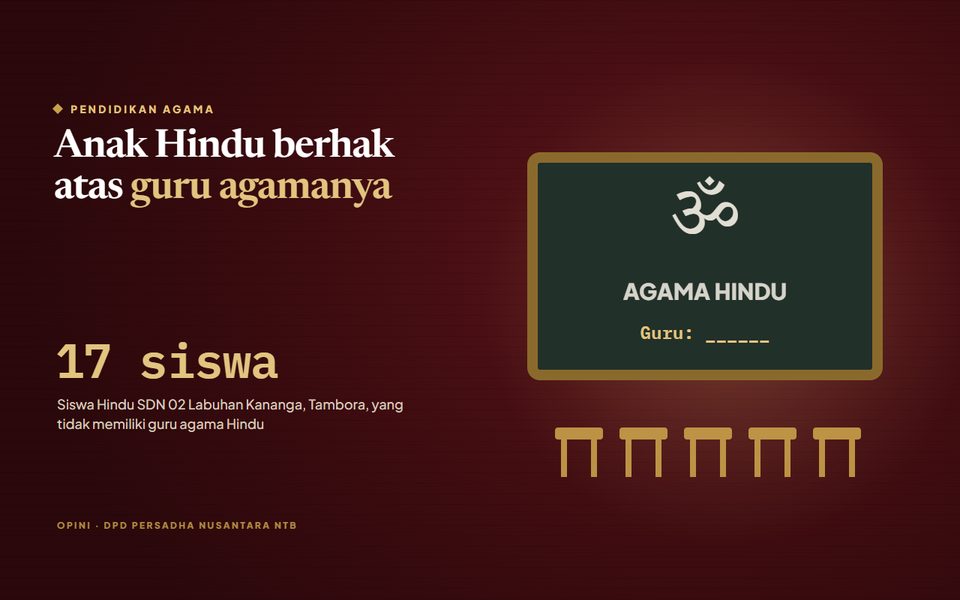 PENDIDIKAN AGAMA
Anak Hindu berhak
atas guru agamanya
17 siswa
Siswa Hindu SDN 02 Labuhan Kananga, Tambora, yang
tidak memiliki guru agama Hindu
OPINI · DPD PERSADHA NUSANTARA NTB
ॐ
AGAMA HINDU
Guru: ______